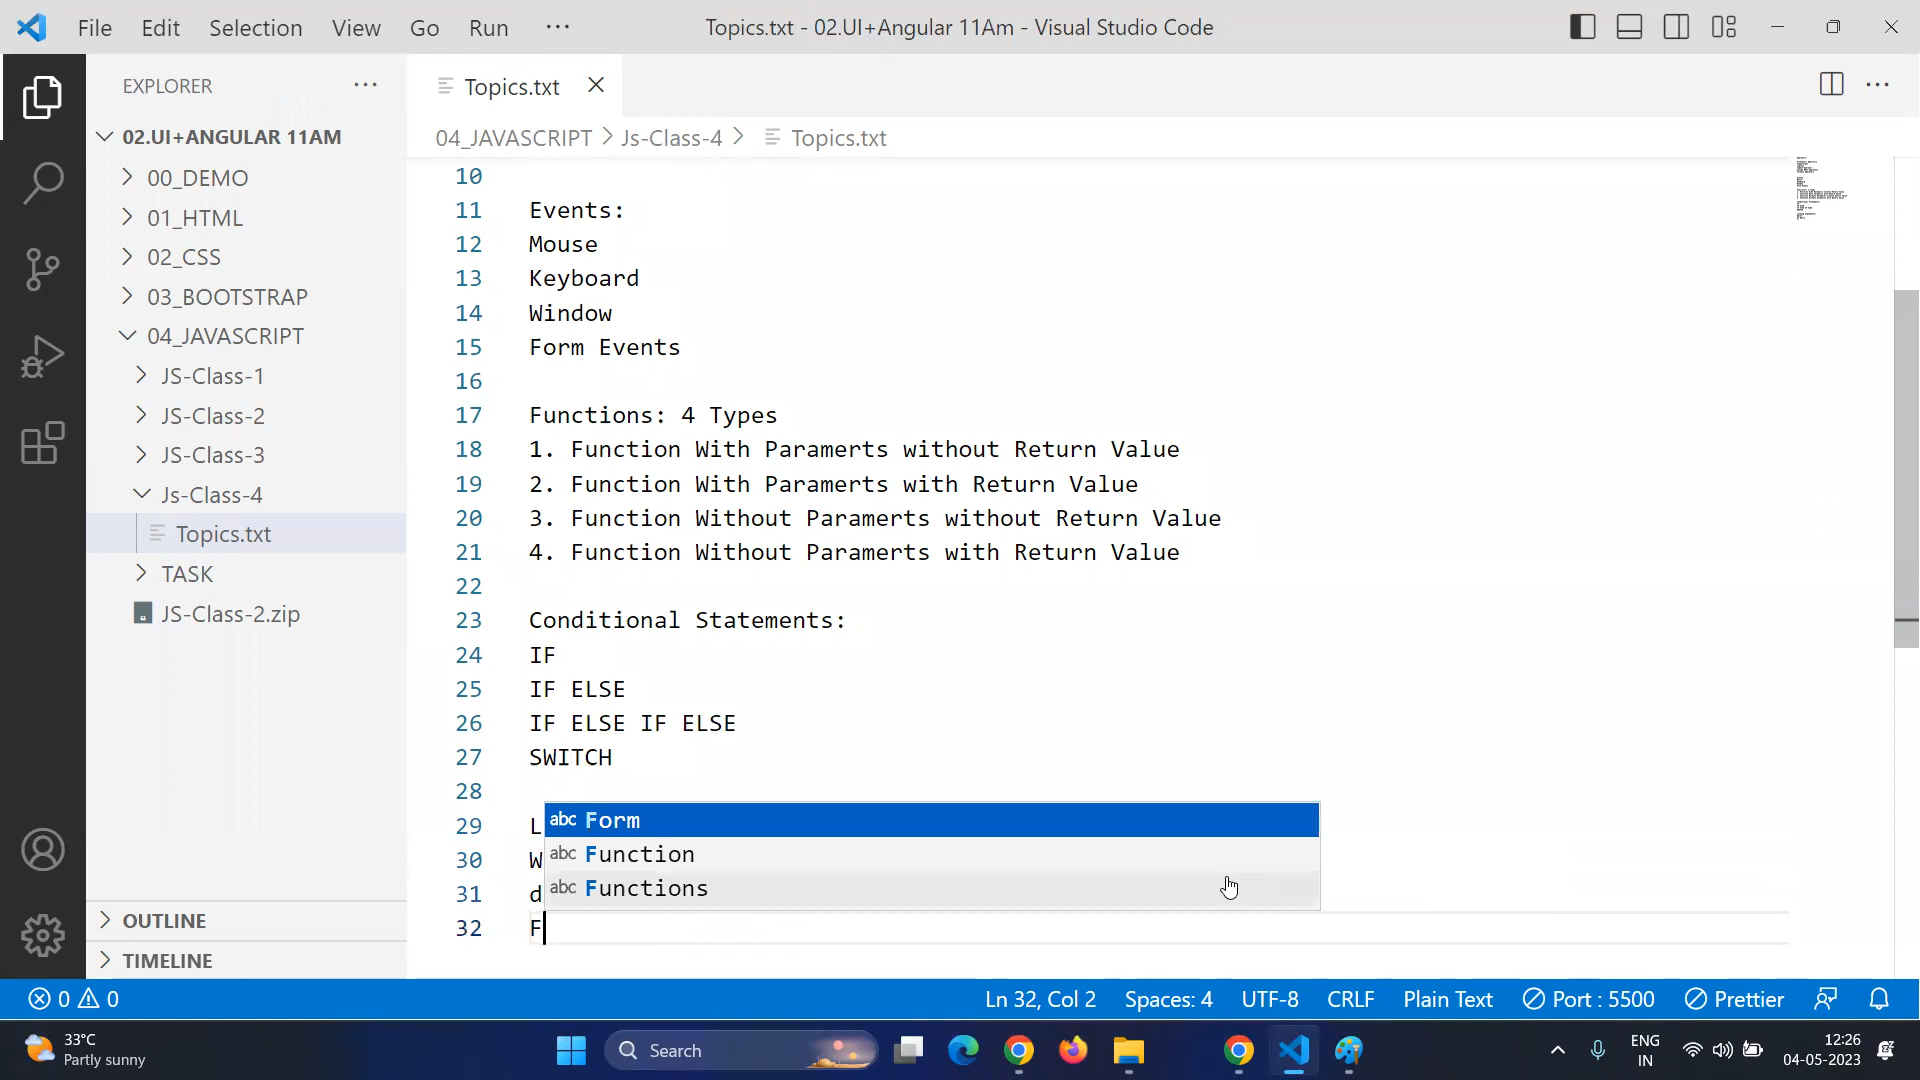 File Edit Selection View Go Run ··· Topics.txt - 02.UI+Angular 11Am - Visual Studio Code
EXPLORER ···
Topics.txt
02.UI+ANGULAR 11AM
00_DEMO
01_HTML
02_CSS
03_BOOTSTRAP
04_JAVASCRIPT
JS-Class-1
JS-Class-2
JS-Class-3
Js-Class-4
Topics.txt
TASK
JS-Class-2.zip
OUTLINE
TIMELINE
04_JAVASCRIPT > Js-Class-4 > Topics.txt
10
11 Events:
12 Mouse
13 Keyboard
14 Window
15 Form Events
16
17 Functions: 4 Types
18 1. Function With Paramerts without Return Value
19 2. Function With Paramerts with Return Value
20 3. Function Without Paramerts without Return Value
21 4. Function Without Paramerts with Return Value
22
23 Conditional Statements:
24 IF
25 IF ELSE
26 IF ELSE IF ELSE
27 SWITCH
28
29 L
30 W
31 d
32 F
abc Form
abc Function
abc Functions
0 0 Ln 32, Col 2 Spaces: 4 UTF-8 CRLF Plain Text Port : 5500 Prettier
33°C
Partly sunny
Search
ENG
IN
12:26
04-05-2023